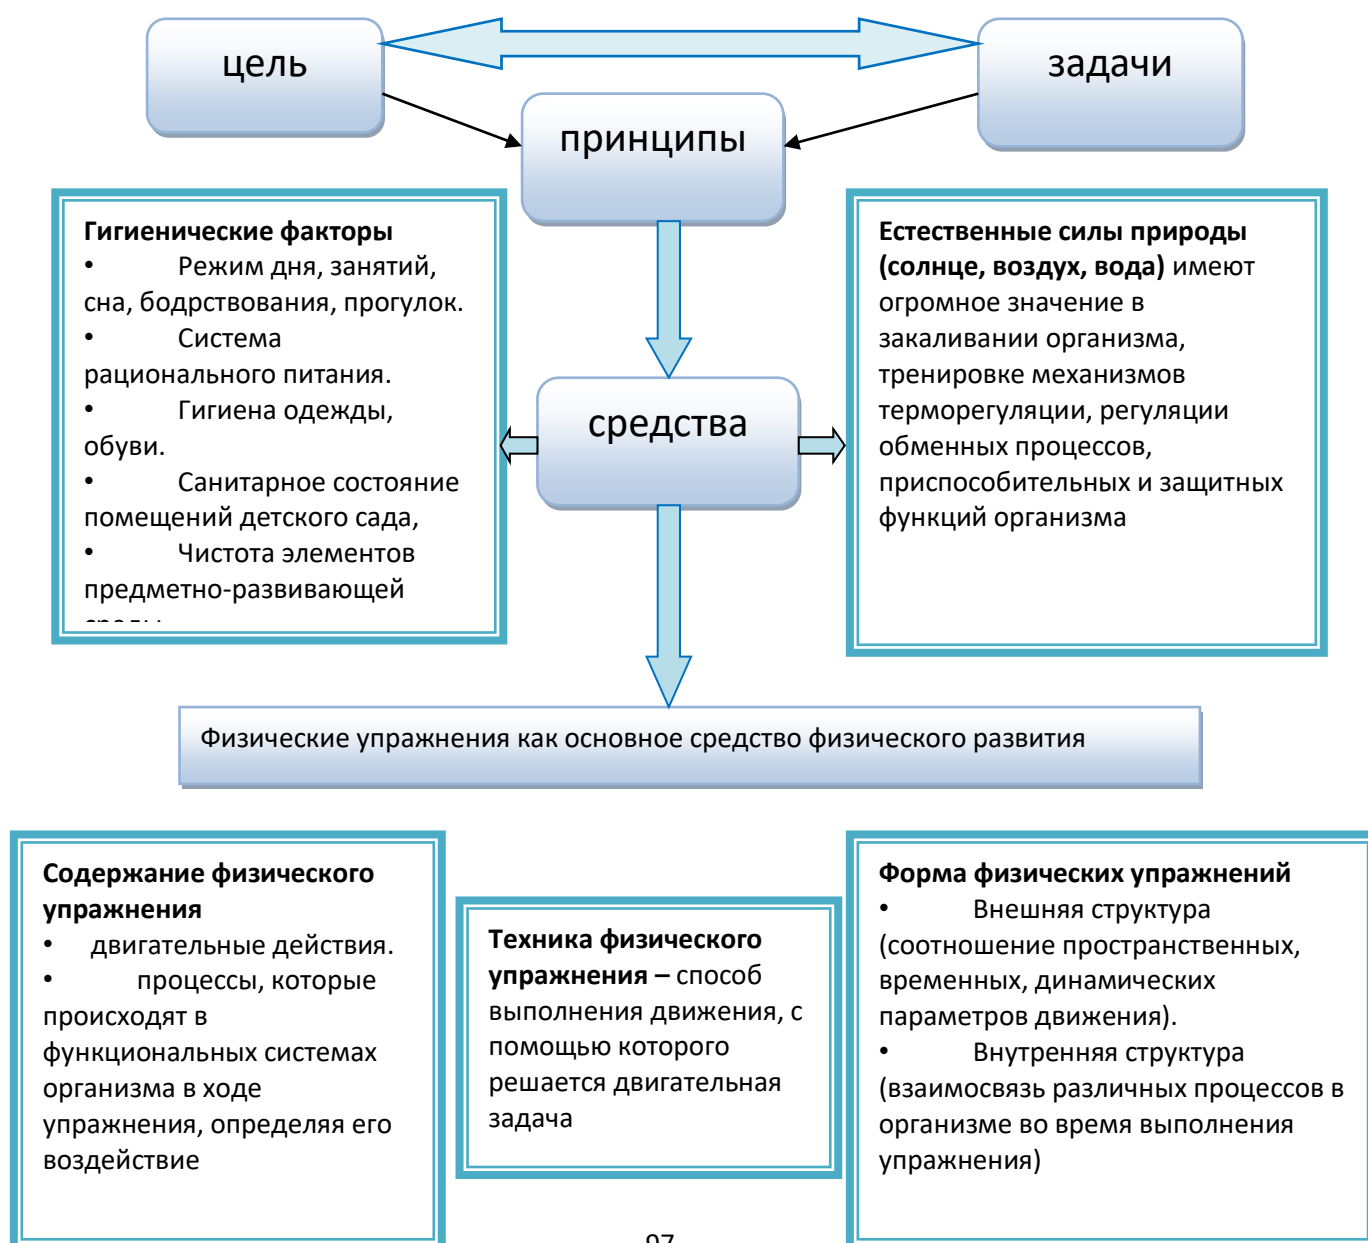 цель
задачи
принципы
Гигиенические факторы
• Режим дня, занятий,
сна, бодрствования, прогулок.
• Система
рационального питания.
• Гигиена одежды,
обуви.
• Санитарное состояние
помещений детского сада,
• Чистота элементов
предметно-развивающей
Естественные силы природы
(солнце, воздух, вода) имеют
огромное значение в
закаливании организма,
тренировке механизмов
терморегуляции, регуляции
обменных процессов,
приспособительных и защитных
функций организма
средства
Физические упражнения как основное средство физического развития
Содержание физического
упражнения
• двигательные действия.
• процессы, которые
происходят в
функциональных системах
организма в ходе
упражнения, определяя его
воздействие
Техника физического
упражнения – способ
выполнения движения, с
помощью которого
решается двигательная
задача
Форма физических упражнений
• Внешняя структура
(соотношение пространственных,
временных, динамических
параметров движения).
• Внутренняя структура
(взаимосвязь различных процессов в
организме во время выполнения
упражнения)
97